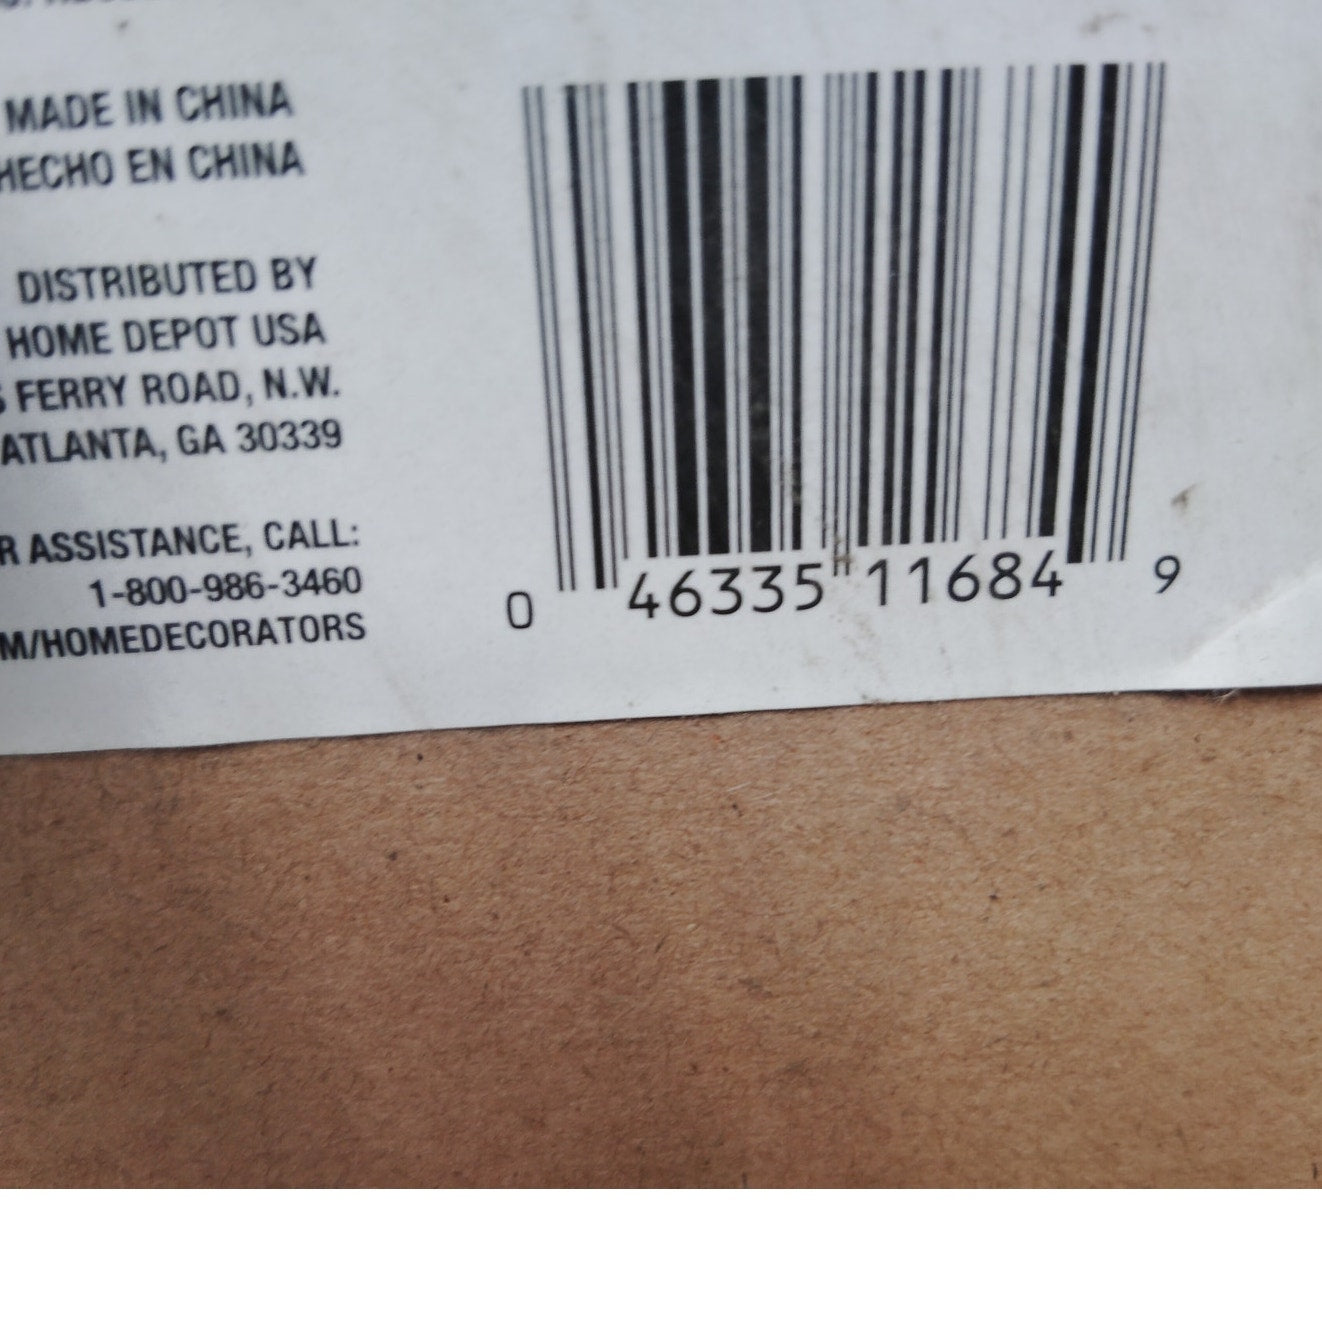 MADE IN CHINA
HECHO EN CHINA
DISTRIBUTED BY
HOME DEPOT USA
FERRY ROAD, N.W.
ATLANTA, GA 30339
R ASSISTANCE, CALL:
1-800-986-3460
M/HOMEDECORATORS
0 46335 11684 9